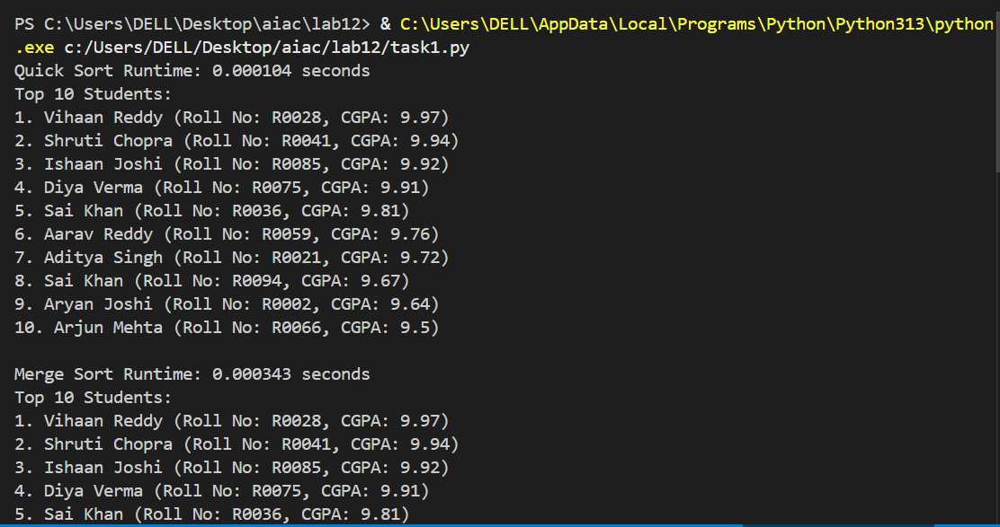 PS C:\Users\DELL\Desktop\aiac\lab12> & C:\Users\DELL\AppData\Local\Programs\Python\Python313\python
.exe c:/Users/DELL/Desktop/aiac/lab12/task1.py
Quick Sort Runtime: 0.000104 seconds
Top 10 Students:
1. Vihaan Reddy (Roll No: R0028, CGPA: 9.97)
2. Shruti Chopra (Roll No: R0041, CGPA: 9.94)
3. Ishaan Joshi (Roll No: R0085, CGPA: 9.92)
4. Diya Verma (Roll No: R0075, CGPA: 9.91)
5. Sai Khan (Roll No: R0036, CGPA: 9.81)
6. Aarav Reddy (Roll No: R0059, CGPA: 9.76)
7. Aditya Singh (Roll No: R0021, CGPA: 9.72)
8. Sai Khan (Roll No: R0094, CGPA: 9.67)
9. Aryan Joshi (Roll No: R0002, CGPA: 9.64)
10. Arjun Mehta (Roll No: R0066, CGPA: 9.5)
Merge Sort Runtime: 0.000343 seconds
Top 10 Students:
1. Vihaan Reddy (Roll No: R0028, CGPA: 9.97)
2. Shruti Chopra (Roll No: R0041, CGPA: 9.94)
3. Ishaan Joshi (Roll No: R0085, CGPA: 9.92)
4. Diya Verma (Roll No: R0075, CGPA: 9.91)
5. Sai Khan (Roll No: R0036, CGPA: 9.81)